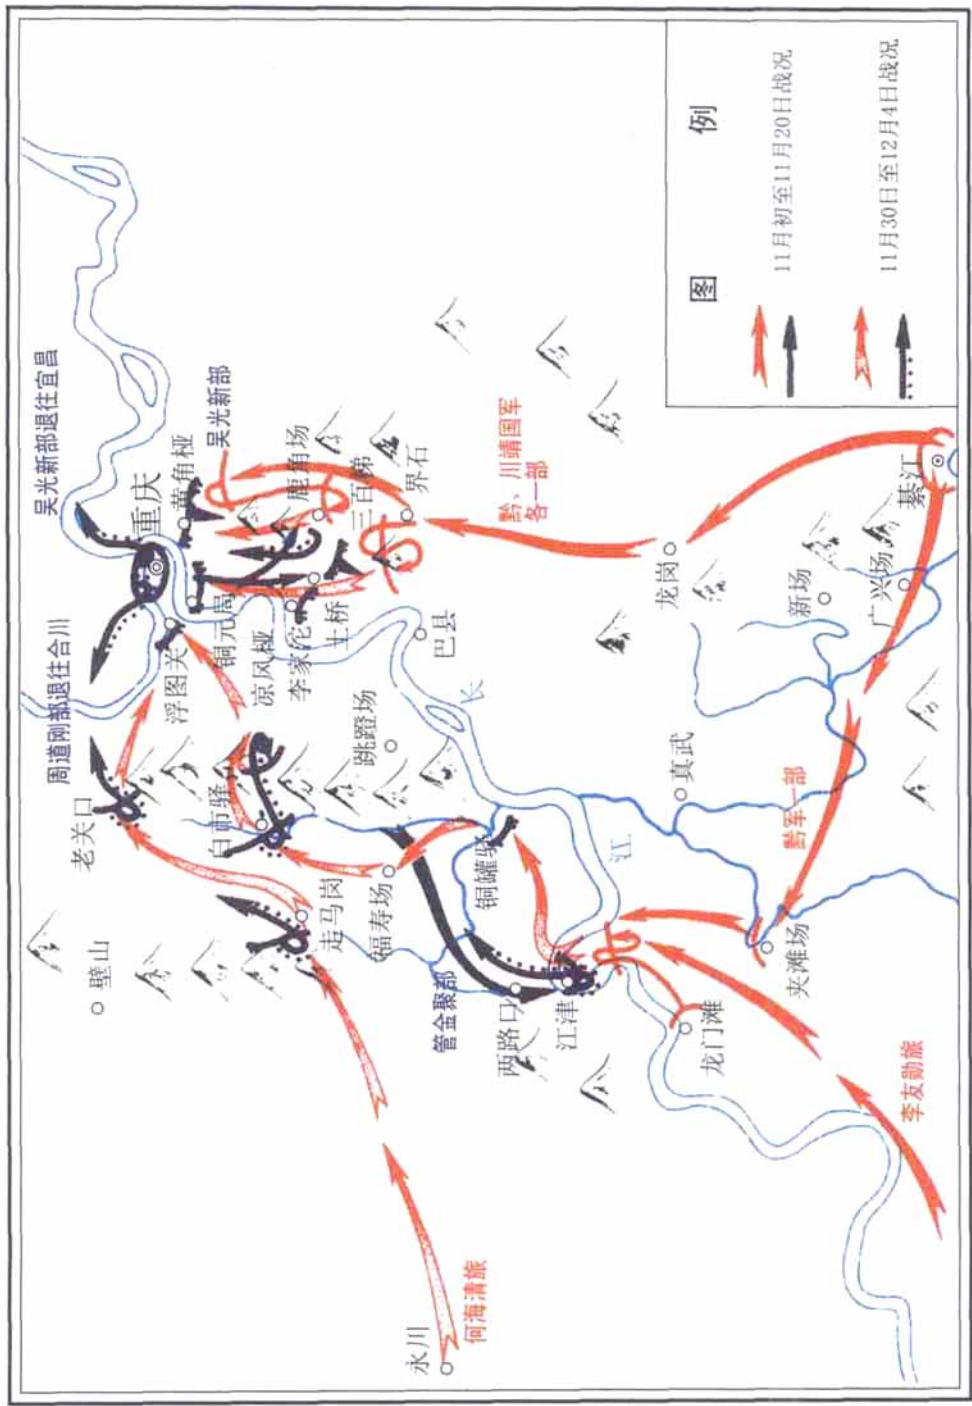 吴光新部退往宜昌
重庆
黄桷垭
吴光新部
周道刚部退往合川
浮图关
铜元局
凉风垭
李家沱
土桥
鹿角场
三百梯
界石
巴县
老关口
白市驿
跳蹬场
走马岗
福寿场
铜罐驿
璧山
管金聚部
两路口
江津
龙门滩
永川
何海清旅
李友勋旅
长
江
真武
夹滩场
黔军一部
黔、川靖国军
各一部
龙岗
新场
广兴场
綦江
图 例
11月初至11月20日战况
11月30日至12月4日战况